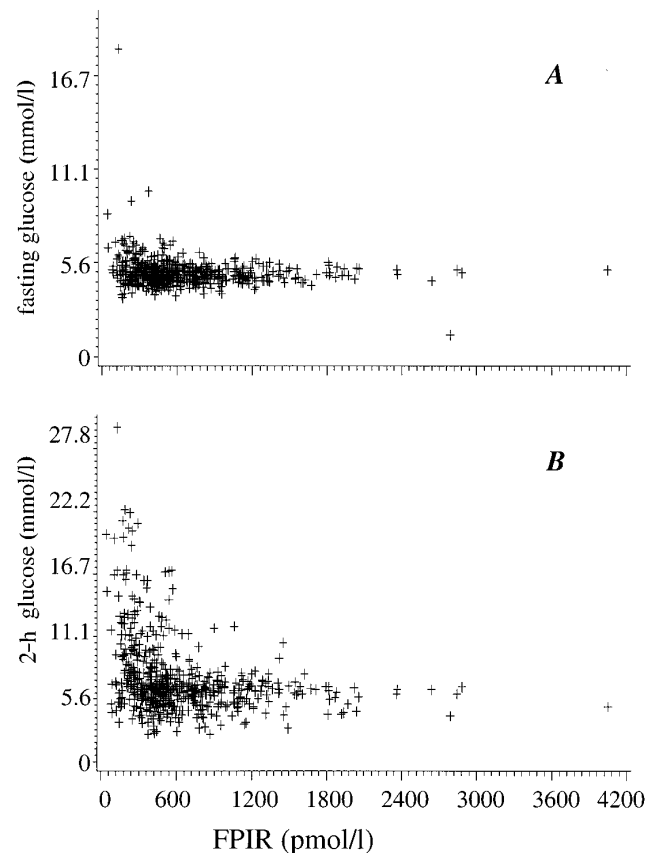 A
fasting glucose (mmol/l)
16.7
11.1
5.6
0
B
2-h glucose (mmol/l)
27.8
22.2
16.7
11.1
5.6
0
0 600 1200 1800 2400 3000 3600 4200
FPIR (pmol/l)